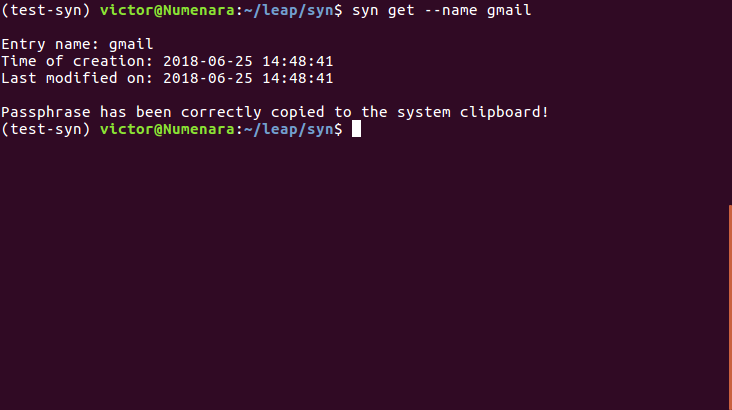 (test-syn) victor@Numenara:~/leap/syn$ syn get --name gmail
Entry name: gmail
Time of creation: 2018-06-25 14:48:41
Last modified on: 2018-06-25 14:48:41
Passphrase has been correctly copied to the system clipboard!
(test-syn) victor@Numenara:~/leap/syn$